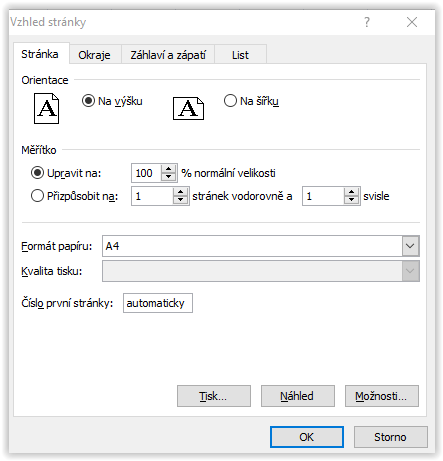 Vzhled stránky
Stránka Okraje Záhlaví a zápatí List
Orientace
A Na výšku A Na šířku
Měřítko
Upravit na: 100 % normální velikosti
Přizpůsobit na: 1 stránek vodorovně a 1 svisle
Formát papíru: A4
Kvalita tisku:
Číslo první stránky: automaticky
Tisk... Náhled Možnosti...
OK Storno